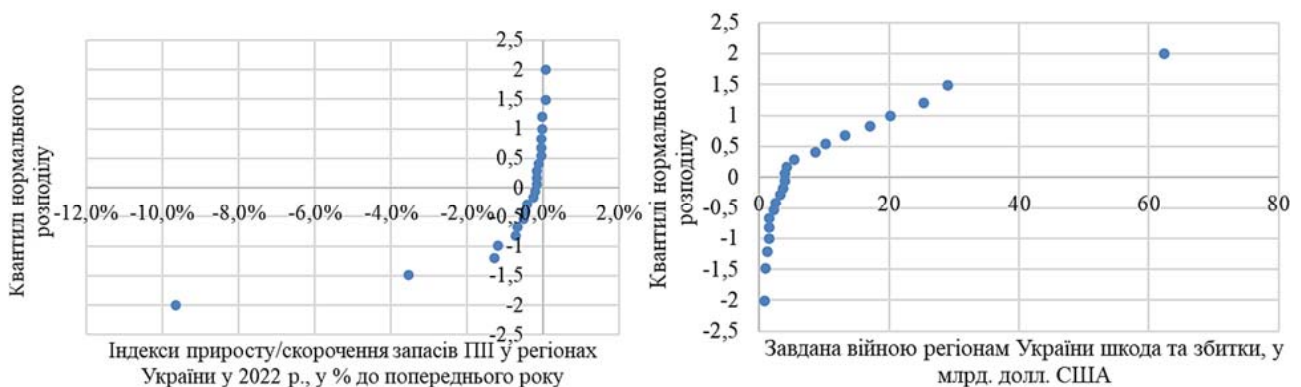 2,5
2
1,5
1
0,5
0
-12,0% -10,0% -8,0% -6,0% -4,0% -2,0% 0,0% 2,0%
-0,5
-1
-1,5
-2
-2,5
Квантилі нормального
розподілу
Індекси приросту/скорочення запасів ПІІ у регіонах
України у 2022 р., у % до попереднього року
2,5
2
1,5
1
0,5
0
-0,5
-1
-1,5
-2
-2,5
0 20 40 60 80
Квантилі нормального
розподілу
Завдана війною регіонам України шкода та збитки, у
млрд. долл. США